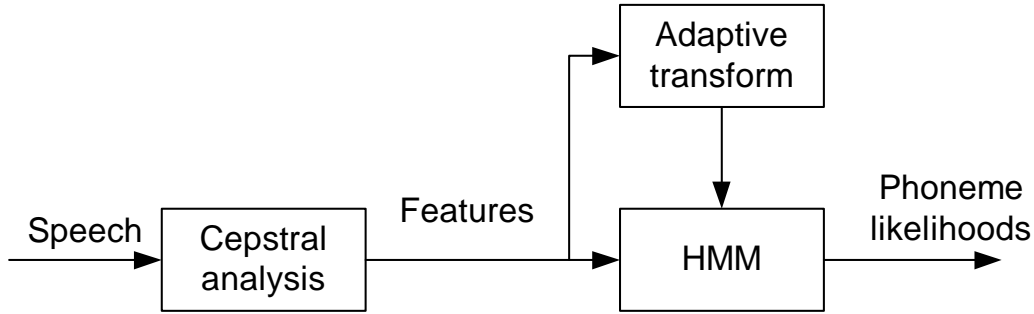 Speech
Cepstral
analysis
Features
Adaptive
transform
HMM
Phoneme
likelihoods